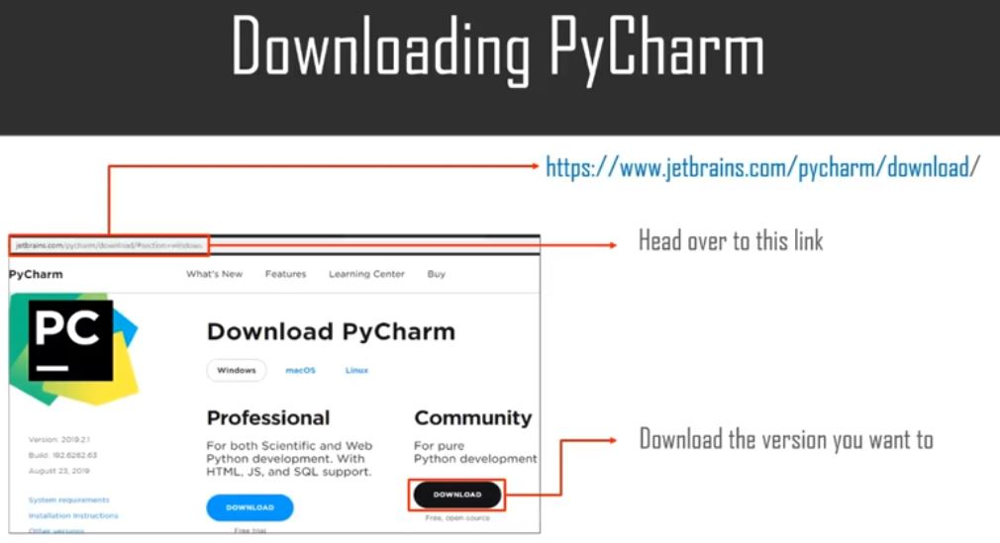 Downloading PyCharm
https://www.jetbrains.com/pycharm/download/
jetbrains.com/pycharm/download/#section=windows
Head over to this link
PyCharm
What's New Features Learning Center Buy
PC
Download PyCharm
Windows macOS Linux
Professional
For both Scientific and Web
Python development. With
HTML, JS, and SQL support.
DOWNLOAD
Free trial
Community
For pure
Python development
DOWNLOAD
Free, open source
Download the version you want to
Version: 2019.2.1
Build: 192.6262.63
August 23, 2019
System requirements
Installation Instructions
Other versions